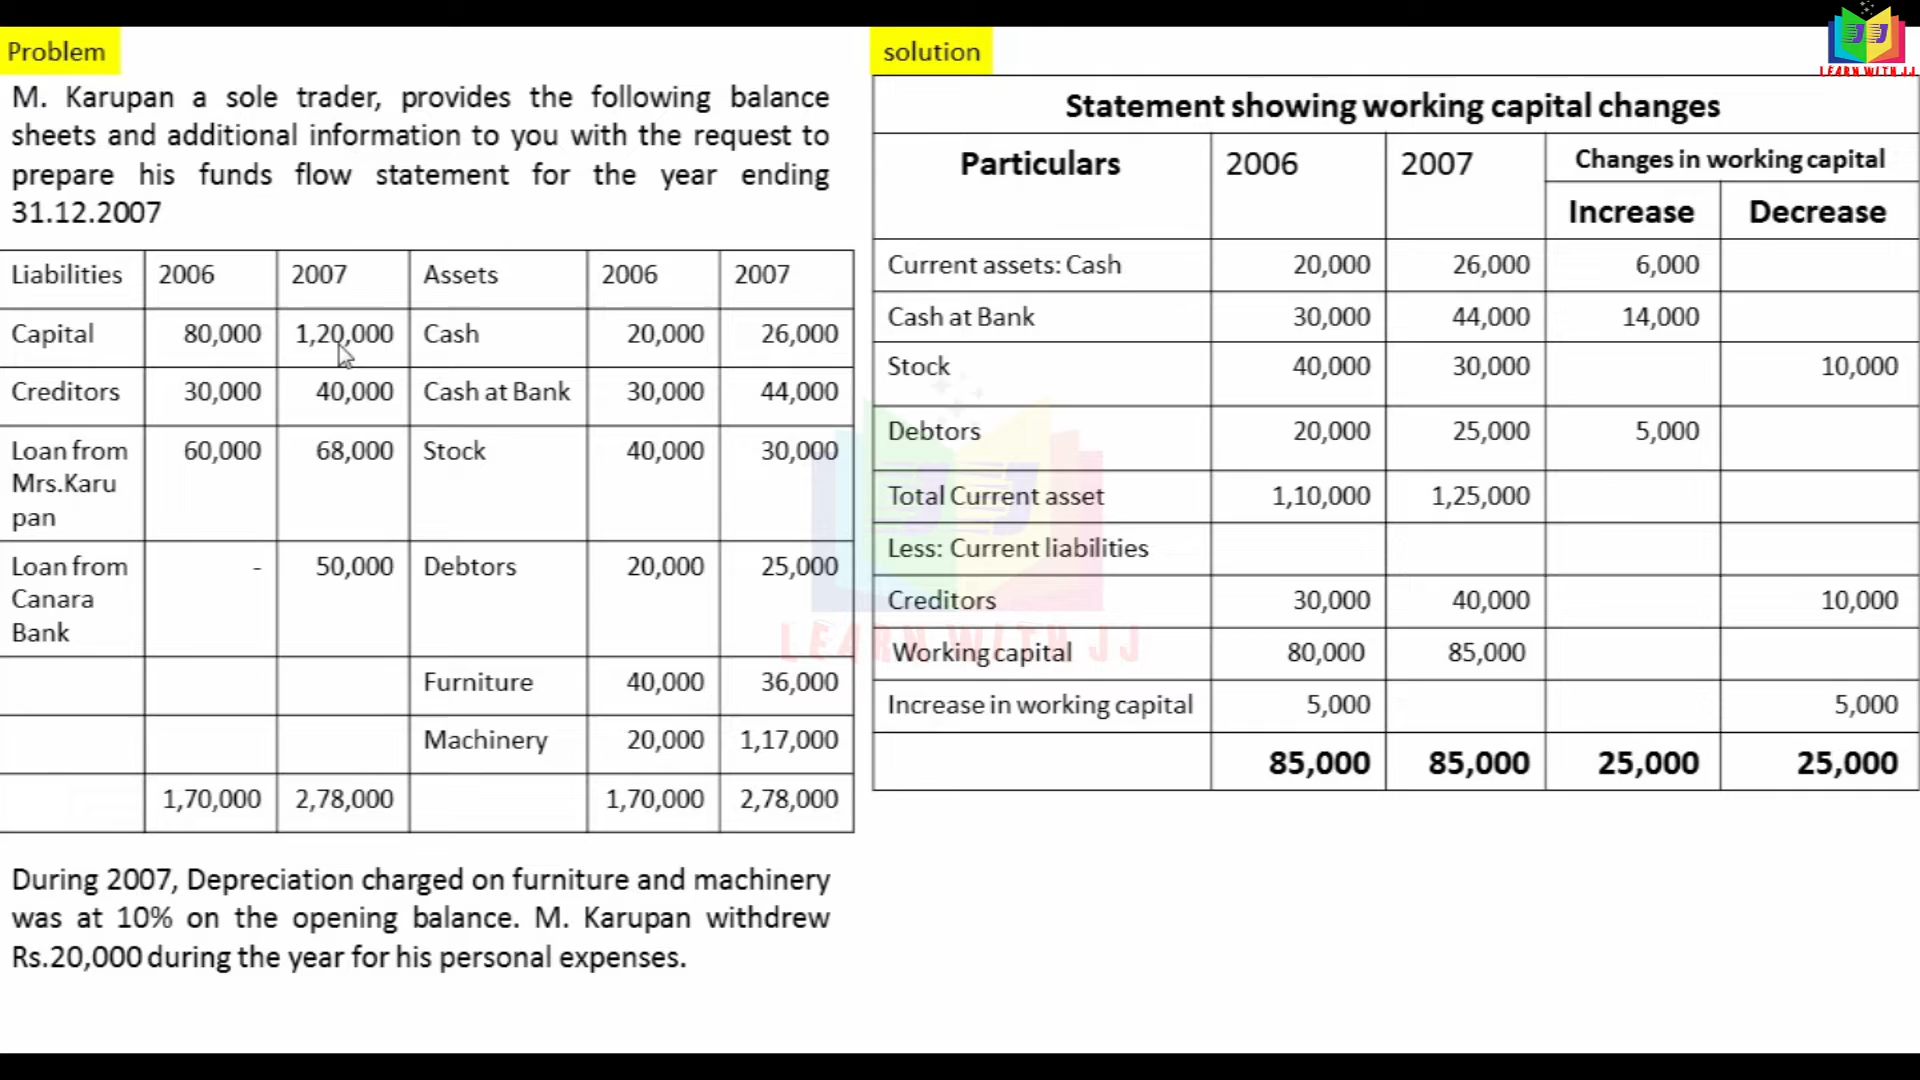 Problem
M. Karupan a sole trader, provides the following balance
sheets and additional information to you with the request to
prepare his funds flow statement for the year ending
31.12.2007
Liabilities 2006 2007 Assets 2006 2007
Capital 80,000 1,20,000 Cash 20,000 26,000
Creditors 30,000 40,000 Cash at Bank 30,000 44,000
Loan from 60,000 68,000 Stock 40,000 30,000
Mrs.Karu
pan
Loan from - 50,000 Debtors 20,000 25,000
Canara
Bank
Furniture 40,000 36,000
Machinery 20,000 1,17,000
1,70,000 2,78,000 1,70,000 2,78,000
During 2007, Depreciation charged on furniture and machinery
was at 10% on the opening balance. M. Karupan withdrew
Rs.20,000 during the year for his personal expenses.
solution
Statement showing working capital changes
Particulars 2006 2007 Changes in working capital
Increase Decrease
Current assets: Cash 20,000 26,000 6,000
Cash at Bank 30,000 44,000 14,000
Stock 40,000 30,000 10,000
Debtors 20,000 25,000 5,000
Total Current asset 1,10,000 1,25,000
Less: Current liabilities
Creditors 30,000 40,000 10,000
Working capital 80,000 85,000
Increase in working capital 5,000 5,000
85,000 85,000 25,000 25,000
JJ
LEARN WITH JJ
JJ
LEARN WITH JJ